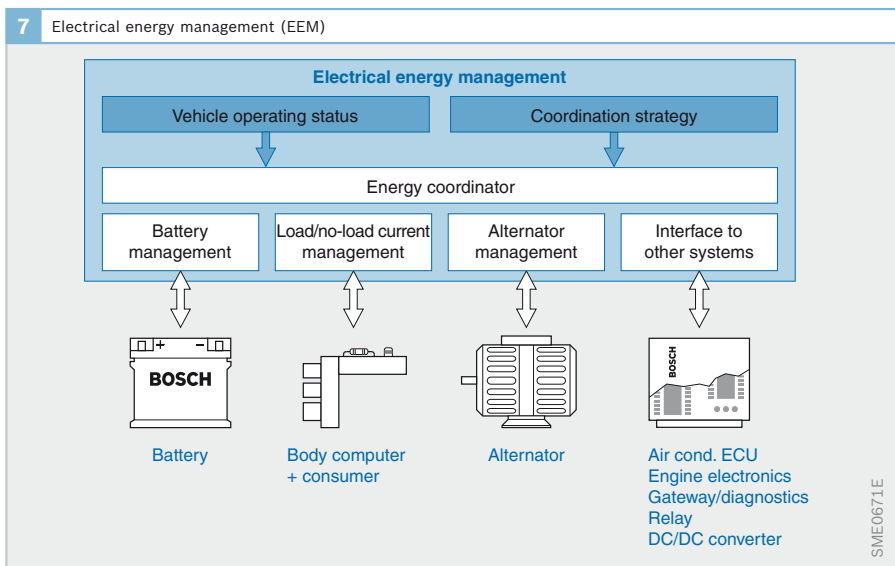 7 Electrical energy management (EEM)
Electrical energy management
Vehicle operating status
Coordination strategy
Energy coordinator
Battery
management
Load/no-load current
management
Alternator
management
Interface to
other systems
+ −
BOSCH
BOSCH
Battery
Body computer
+ consumer
Alternator
Air cond. ECU
Engine electronics
Gateway/diagnostics
Relay
DC/DC converter
SME0671E